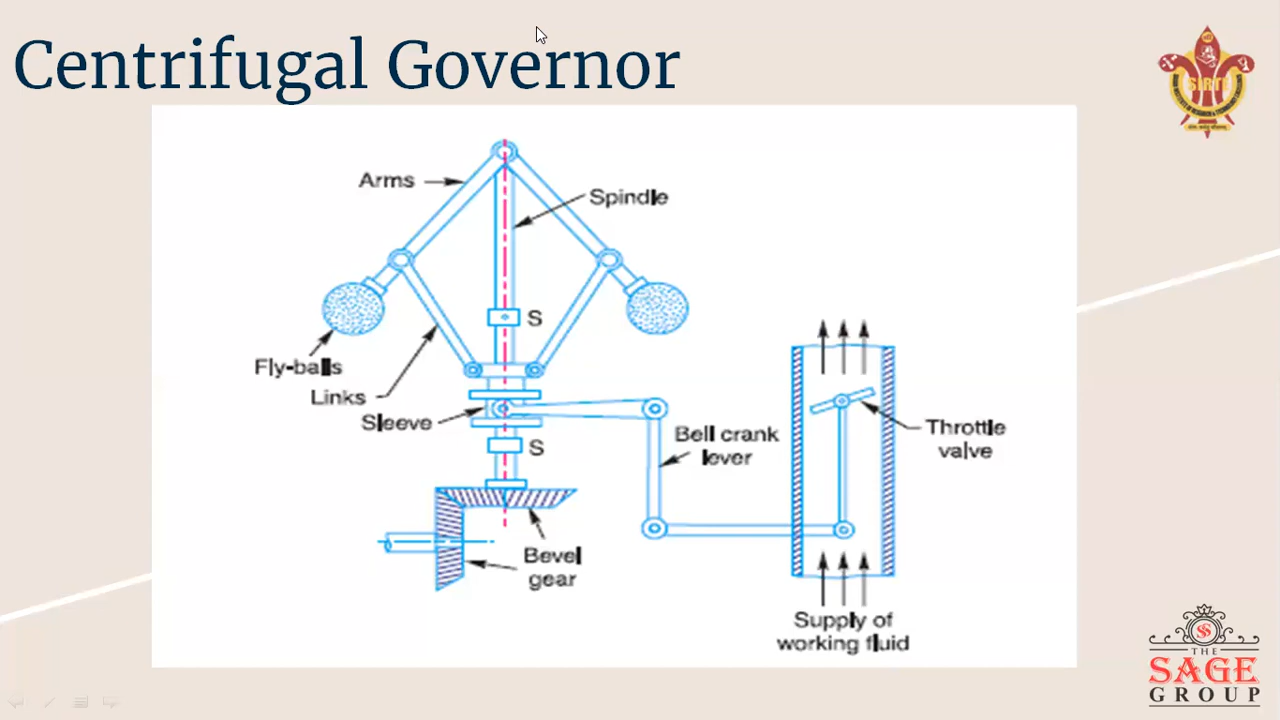 Centrifugal Governor
Arms
Spindle
S
Fly-balls
Links
Sleeve
S
Bell crank
lever
Throttle
valve
Bevel
gear
Supply of
working fluid
SIRTE
THE
SAGE
GROUP